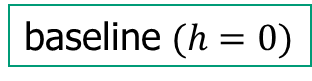 baseline (h = 0)